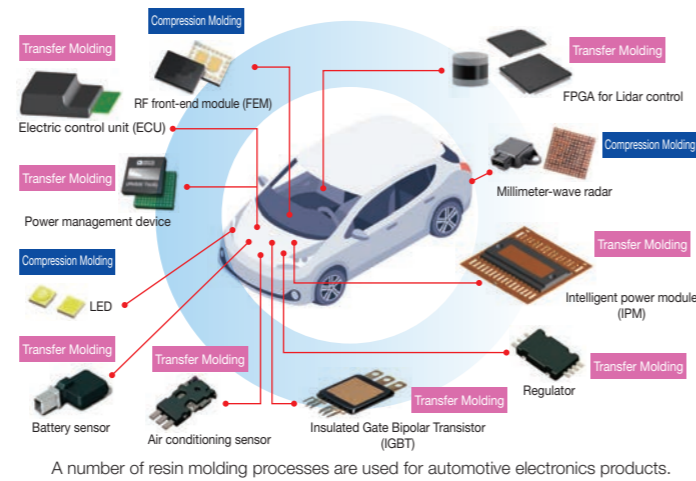 Compression Molding
Transfer Molding
RF front-end module (FEM)
Electric control unit (ECU)
Transfer Molding
FPGA for Lidar control
Compression Molding
Millimeter-wave radar
Transfer Molding
Power management device
Compression Molding
LED
Transfer Molding
Intelligent power module
(IPM)
Transfer Molding
Battery sensor
Transfer Molding
Air conditioning sensor
Transfer Molding
Insulated Gate Bipolar Transistor
(IGBT)
Transfer Molding
Regulator
A number of resin molding processes are used for automotive electronics products.